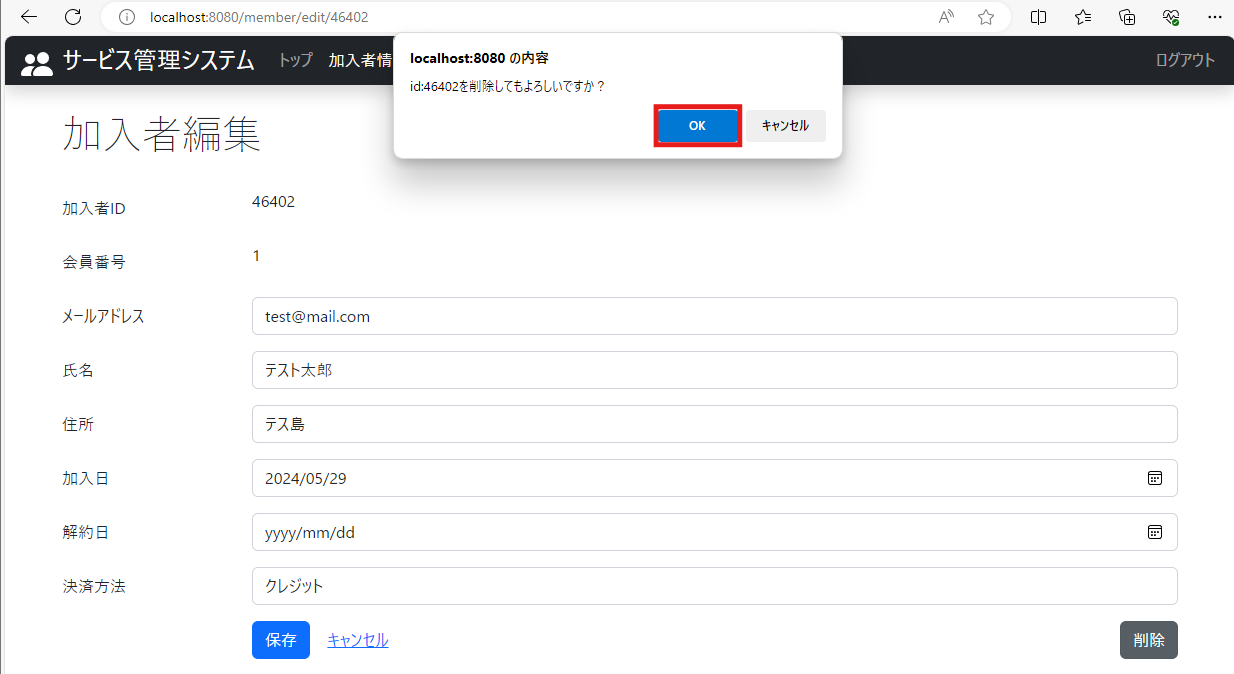 localhost:8080/member/edit/46402
サービス管理システム トップ 加入者情 ログアウト
localhost:8080 の内容
id:46402を削除してもよろしいですか？
OK キャンセル
加入者編集
加入者ID 46402
会員番号 1
メールアドレス test@mail.com
氏名 テスト太郎
住所 テス島
加入日 2024/05/29
解約日 yyyy/mm/dd
決済方法 クレジット
保存 キャンセル 削除